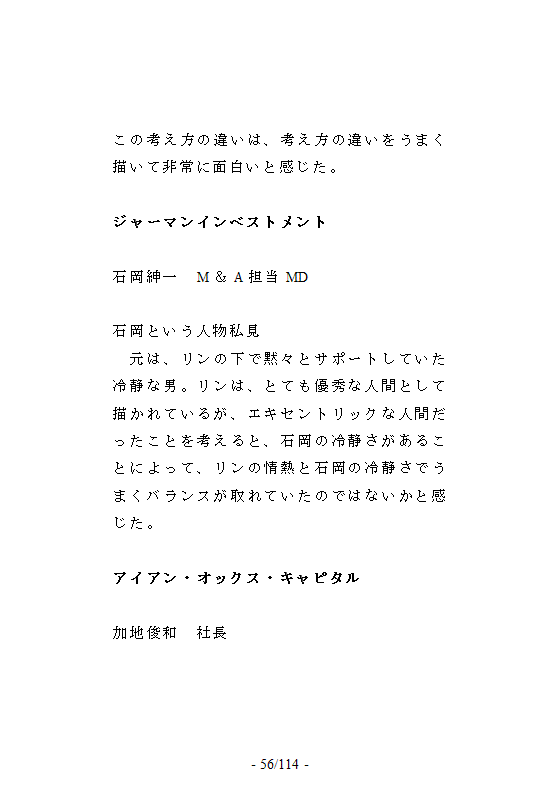 この考え方の違いは、考え方の違いをうまく
描いて非常に面白いと感じた。
ジャーマンインベストメント
石岡紳一　M & A 担当 MD
石岡という人物私見
　元は、リンの下で黙々とサポートしていた
冷静な男。リンは、とても優秀な人間として
描かれているが、エキセントリックな人間だ
ったことを考えると、石岡の冷静さがあるこ
とによって、リンの情熱と石岡の冷静さでう
まくバランスが取れていたのではないかと感
じた。
アイアン・オックス・キャピタル
加地俊和　社長
- 56/114 -